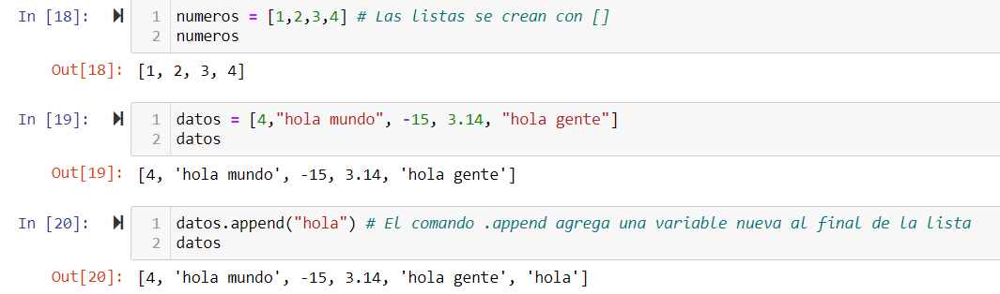 In [18]: 1 numeros = [1,2,3,4] # Las listas se crean con []
2 numeros
Out[18]: [1, 2, 3, 4]
In [19]: 1 datos = [4,"hola mundo", -15, 3.14, "hola gente"]
2 datos
Out[19]: [4, 'hola mundo', -15, 3.14, 'hola gente']
In [20]: 1 datos.append("hola") # El comando .append agrega una variable nueva al final de la lista
2 datos
Out[20]: [4, 'hola mundo', -15, 3.14, 'hola gente', 'hola']